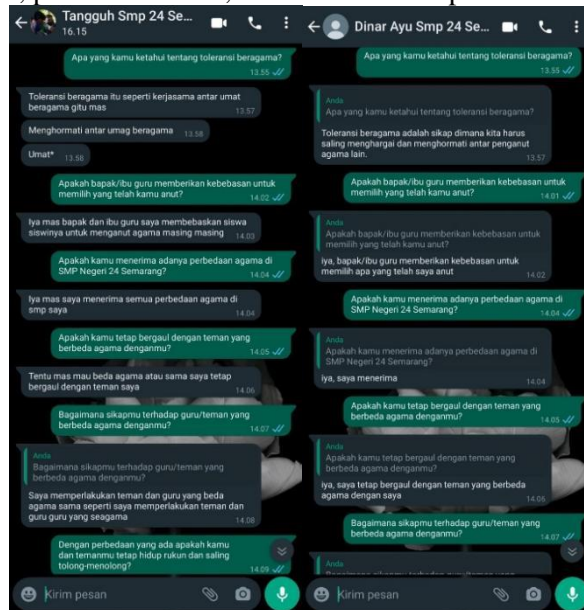 Tangguh Smp 24 Se...
16.15
Apa yang kamu ketahui tentang toleransi beragama?
13.55
Toleransi beragama itu seperti kerjasama antar umat
beragama gitu mas
13.57
Menghormati antar umag beragama
13.58
Umat*
13.58
Apakah bapak/ibu guru memberikan kebebasan untuk
memilih yang telah kamu anut?
14.02
Iya mas bapak dan ibu guru saya membebaskan siswa
siswinya untuk menganut agama masing masing
14.03
Apakah kamu menerima adanya perbedaan agama di
SMP Negeri 24 Semarang?
14.04
Iya mas saya menerima semua perbedaan agama di
smp saya
14.04
Apakah kamu tetap bergaul dengan teman yang
berbeda agama denganmu?
14.05
Tentu mas mau beda agama atau sama saya tetap
bergaul dengan teman saya
14.06
Bagaimana sikapmu terhadap guru/teman yang
berbeda agama denganmu?
14.07
Anda
Bagaimana sikapmu terhadap guru/teman yang
berbeda agama denganmu?
Saya memperlakukan teman dan guru yang beda
agama sama seperti saya memperlakukan teman dan
guru guru yang seagama
14.08
Dengan perbedaan yang ada apakah kamu
dan temanmu tetap hidup rukun dan saling
tolong-menolong?
14.09
Kirim pesan
Dinar Ayu Smp 24 Se...
Apa yang kamu ketahui tentang toleransi beragama?
13.55
Anda
Apa yang kamu ketahui tentang toleransi beragama?
Toleransi beragama adalah sikap dimana kita harus
saling menghargai dan menghormati antar penganut
agama lain.
13.57
Apakah bapak/ibu guru memberikan kebebasan untuk
memilih yang telah kamu anut?
14.01
Anda
Apakah bapak/ibu guru memberikan kebebasan untuk
memilih yang telah kamu anut?
iya, bapak/ibu guru memberikan kebebasan untuk
memilih apa yang telah saya anut
14.02
Apakah kamu menerima adanya perbedaan agama di
SMP Negeri 24 Semarang?
14.04
Anda
Apakah kamu menerima adanya perbedaan agama di
SMP Negeri 24 Semarang?
iya, saya menerima
14.04
Apakah kamu tetap bergaul dengan teman yang
berbeda agama denganmu?
14.05
Anda
Apakah kamu tetap bergaul dengan teman yang
berbeda agama denganmu?
iya, saya tetap bergaul dengan teman yang berbeda
agama dengan saya
14.06
Bagaimana sikapmu terhadap guru/teman yang
berbeda agama denganmu?
14.07
Anda
Kirim pesan